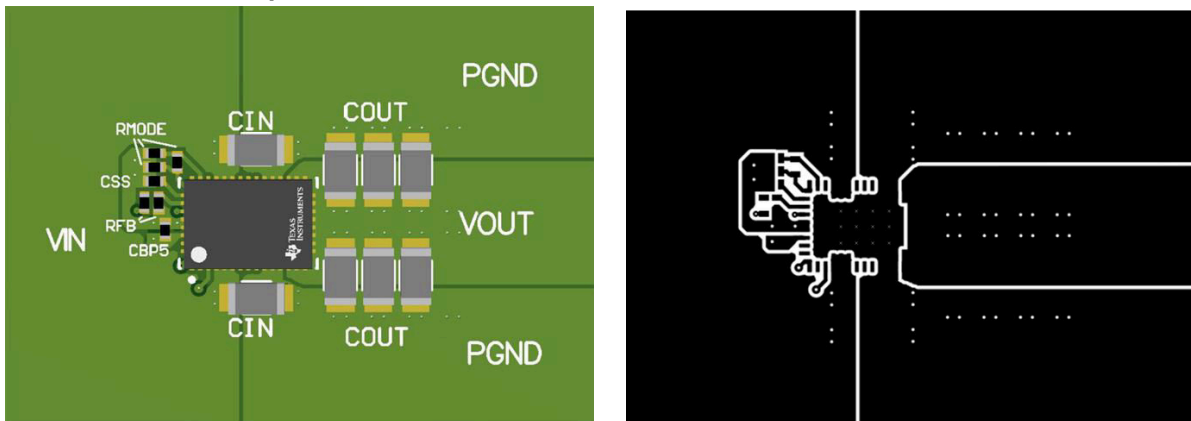 PGND
CIN
COUT
RMODE
CSS
RFB
VIN
CBP5
TEXAS
INSTRUMENTS
VOUT
CIN
COUT
PGND